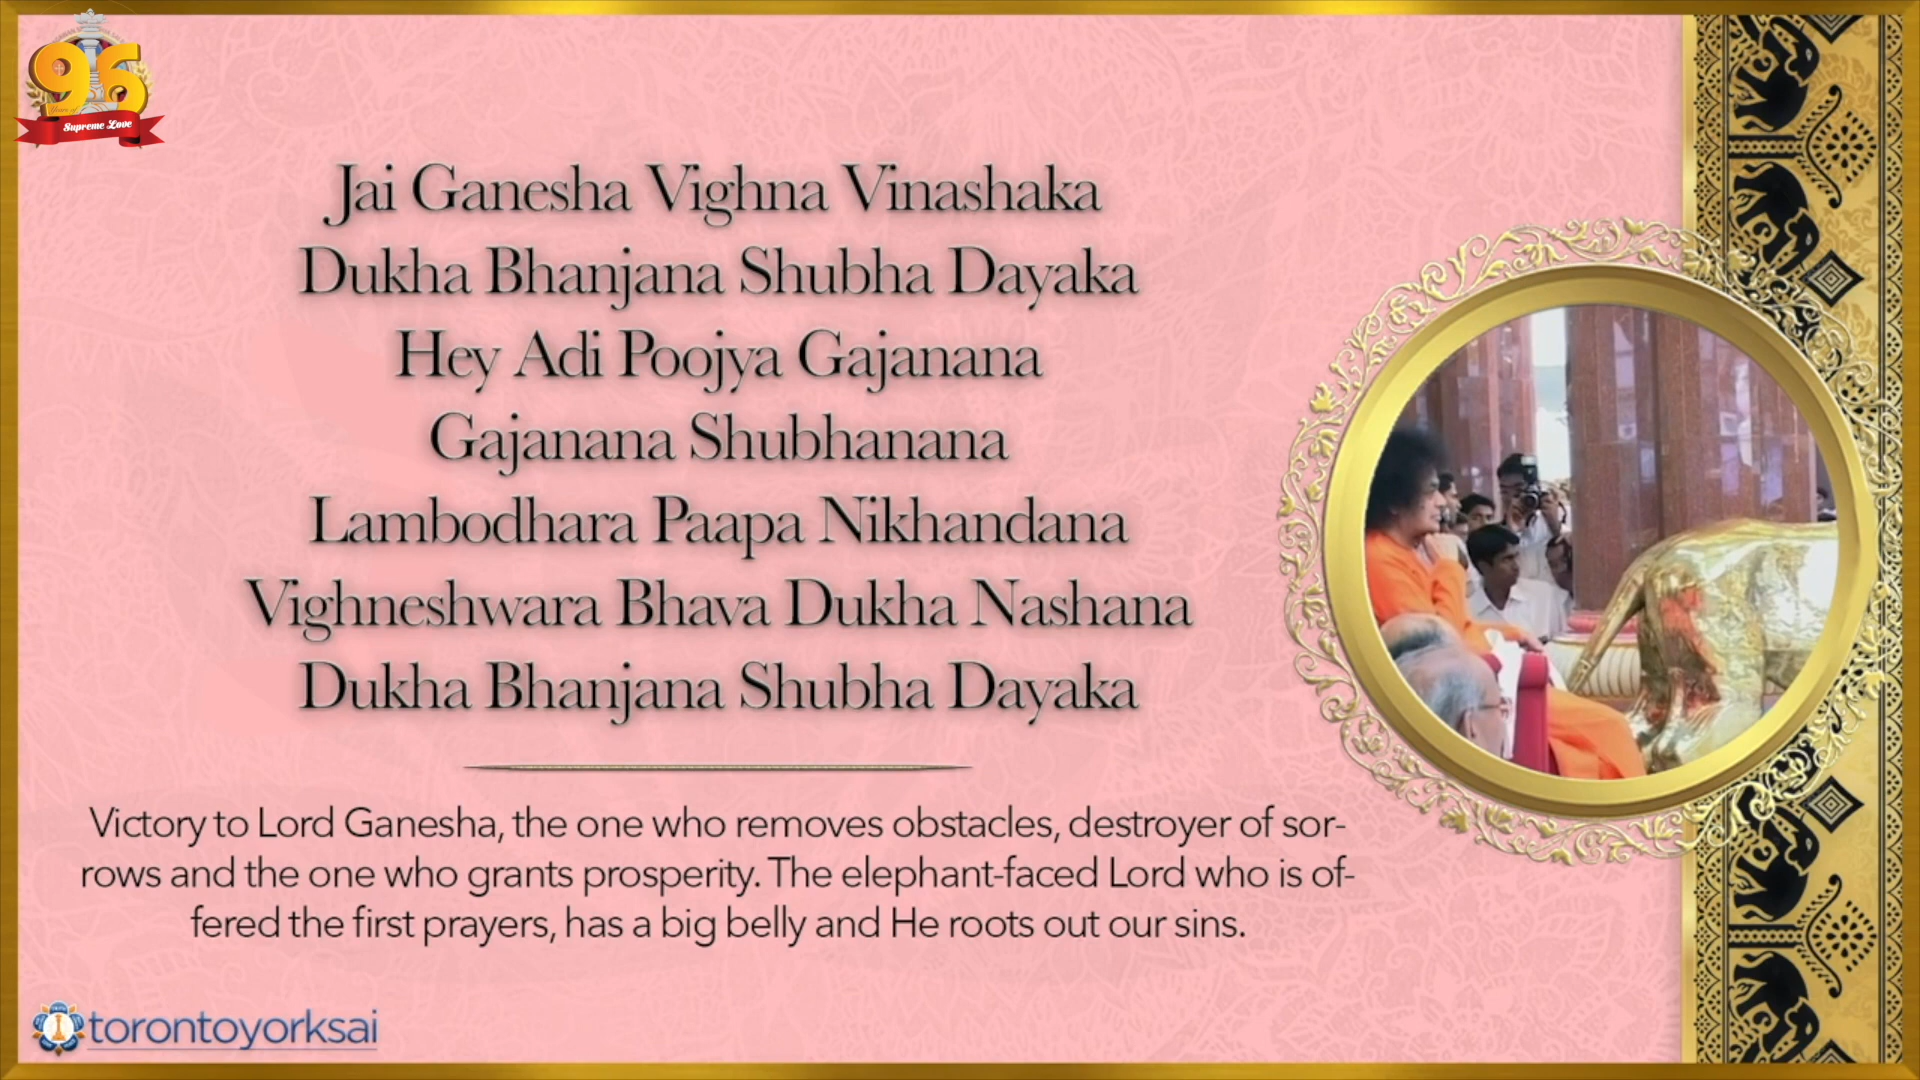 96
Years of
Supreme Love
Jai Ganesha Vighna Vinashaka
Dukha Bhanjana Shubha Dayaka
Hey Adi Poojya Gajanana
Gajanana Shubhanana
Lambodhara Paapa Nikhandana
Vighneshwara Bhava Dukha Nashana
Dukha Bhanjana Shubha Dayaka
Victory to Lord Ganesha, the one who removes obstacles, destroyer of sor-
rows and the one who grants prosperity. The elephant-faced Lord who is of-
fered the first prayers, has a big belly and He roots out our sins.
torontoyorksai